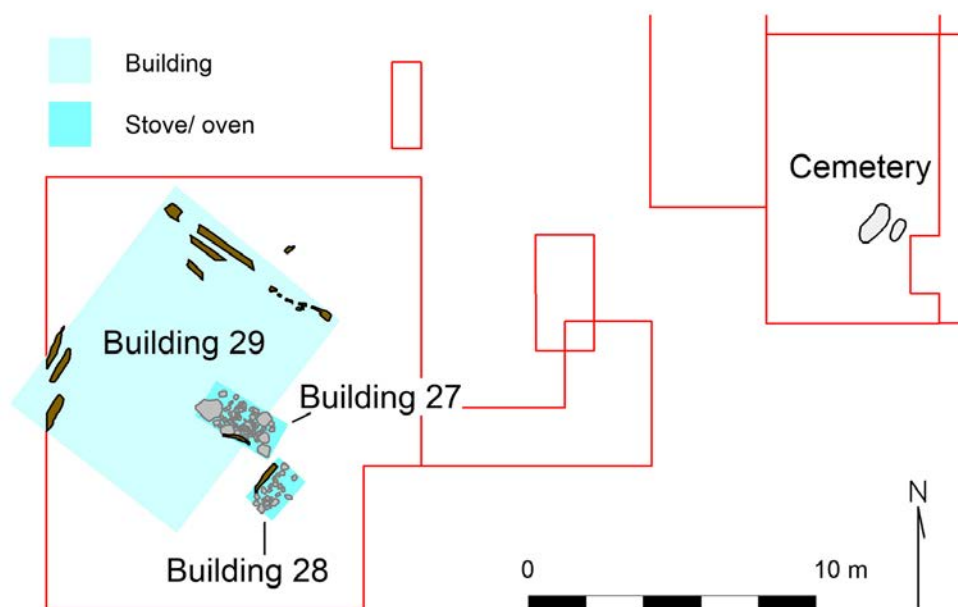 Building
Stove/ oven
Cemetery
Building 29
Building 27
Building 28
N
0
10 m